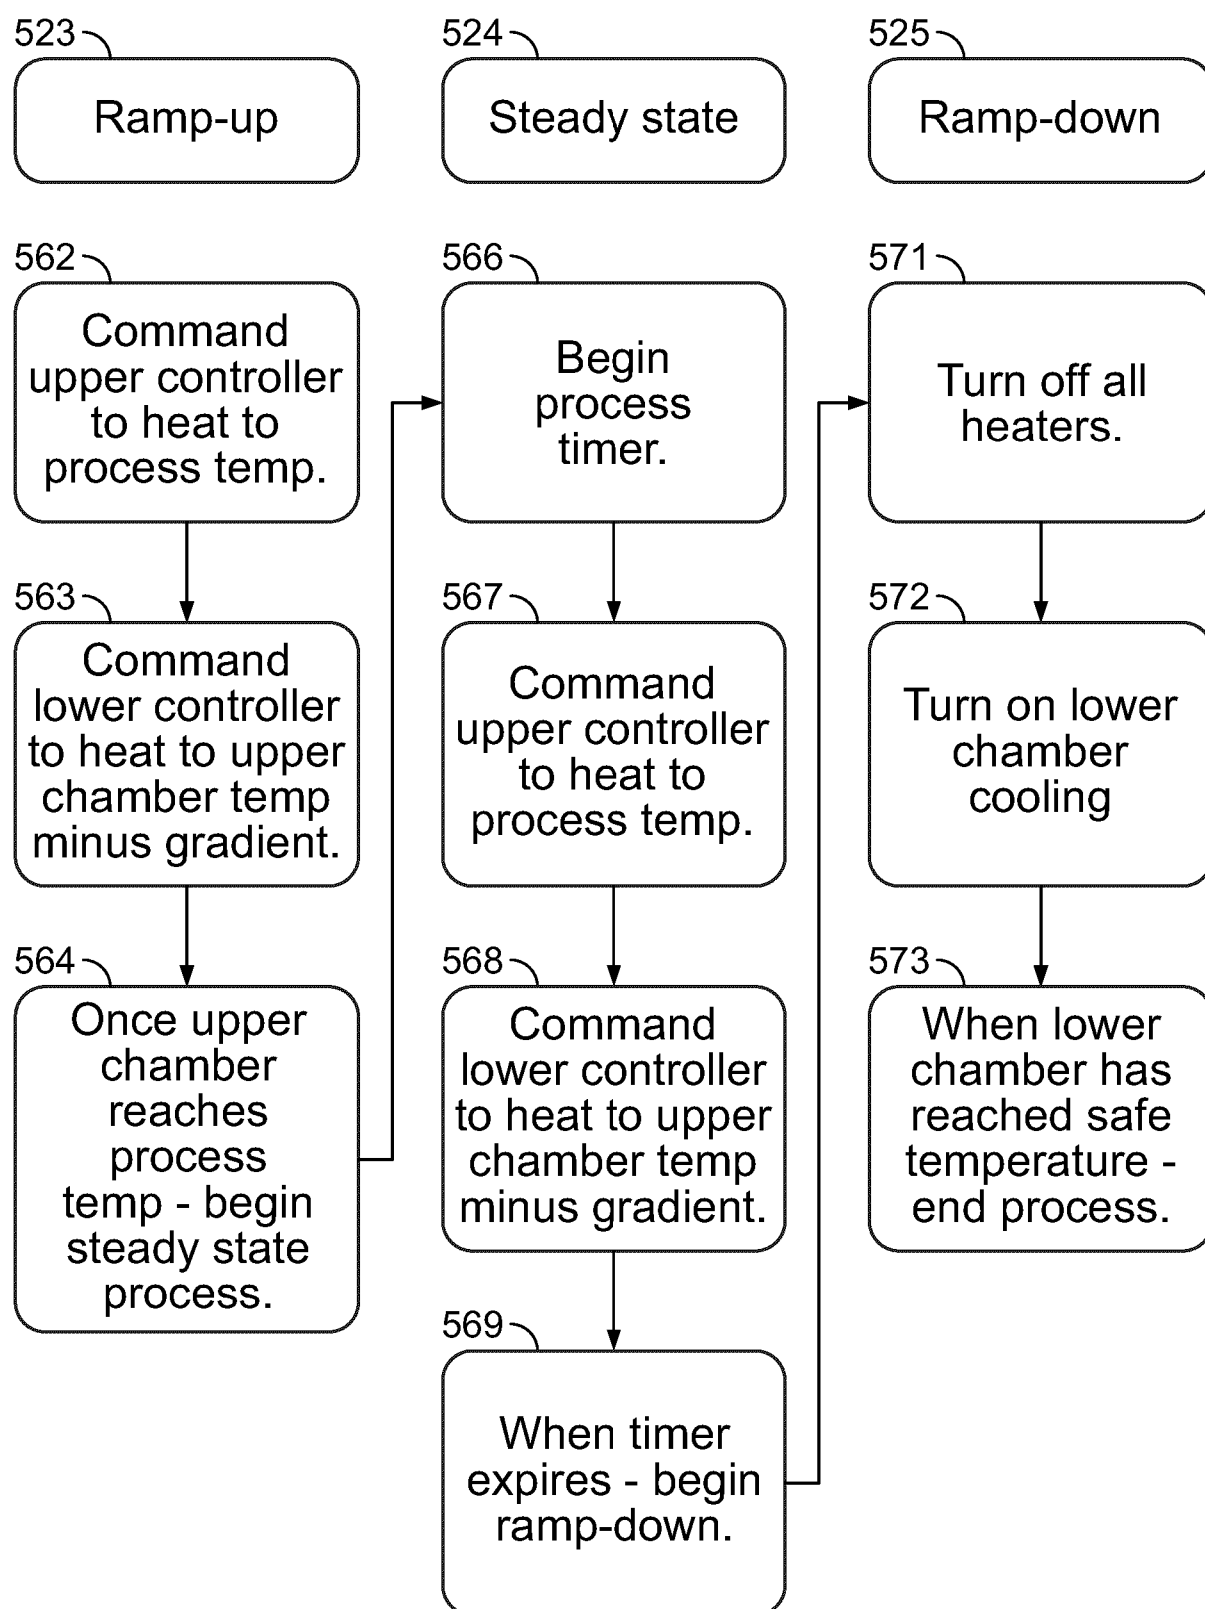 523
Ramp-up
562
Command
upper controller
to heat to
process temp.
563
Command
lower controller
to heat to upper
chamber temp
minus gradient.
564
Once upper
chamber
reaches
process
temp - begin
steady state
process.
524
Steady state
566
Begin
process
timer.
567
Command
upper controller
to heat to
process temp.
568
Command
lower controller
to heat to upper
chamber temp
minus gradient.
569
When timer
expires - begin
ramp-down.
525
Ramp-down
571
Turn off all
heaters.
572
Turn on lower
chamber
cooling
573
When lower
chamber has
reached safe
temperature -
end process.